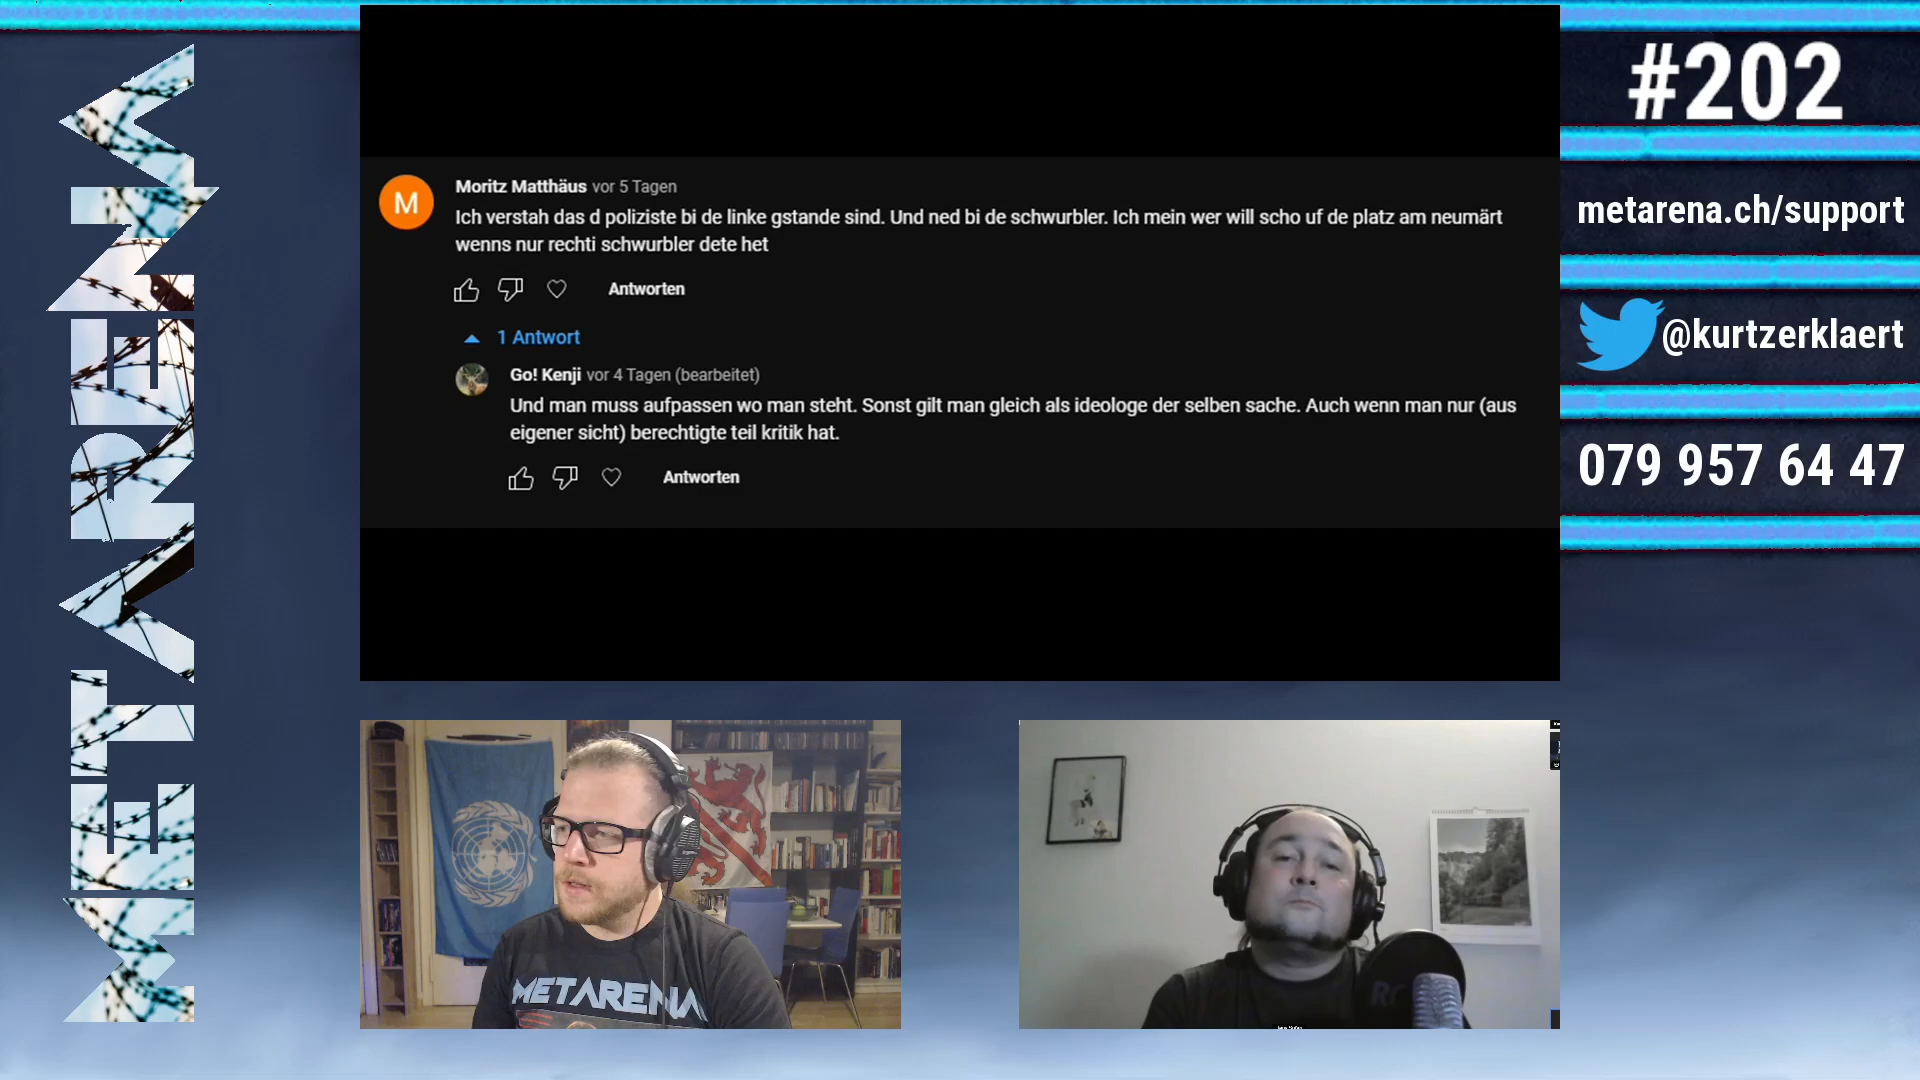 METARENA
Moritz Matthäus vor 5 Tagen
Ich verstah das d poliziste bi de linke gstande sind. Und ned bi de schwurbler. Ich mein wer will scho uf de platz am neumärt
wenns nur rechti schwurbler dete het
Antworten
1 Antwort
Go! Kenji vor 4 Tagen (bearbeitet)
Und man muss aufpassen wo man steht. Sonst gilt man gleich als ideologe der selben sache. Auch wenn man nur (aus
eigener sicht) berechtigte teil kritik hat.
Antworten
#202
metarena.ch/support
@kurtzerklaert
079 957 64 47
METARENA
M